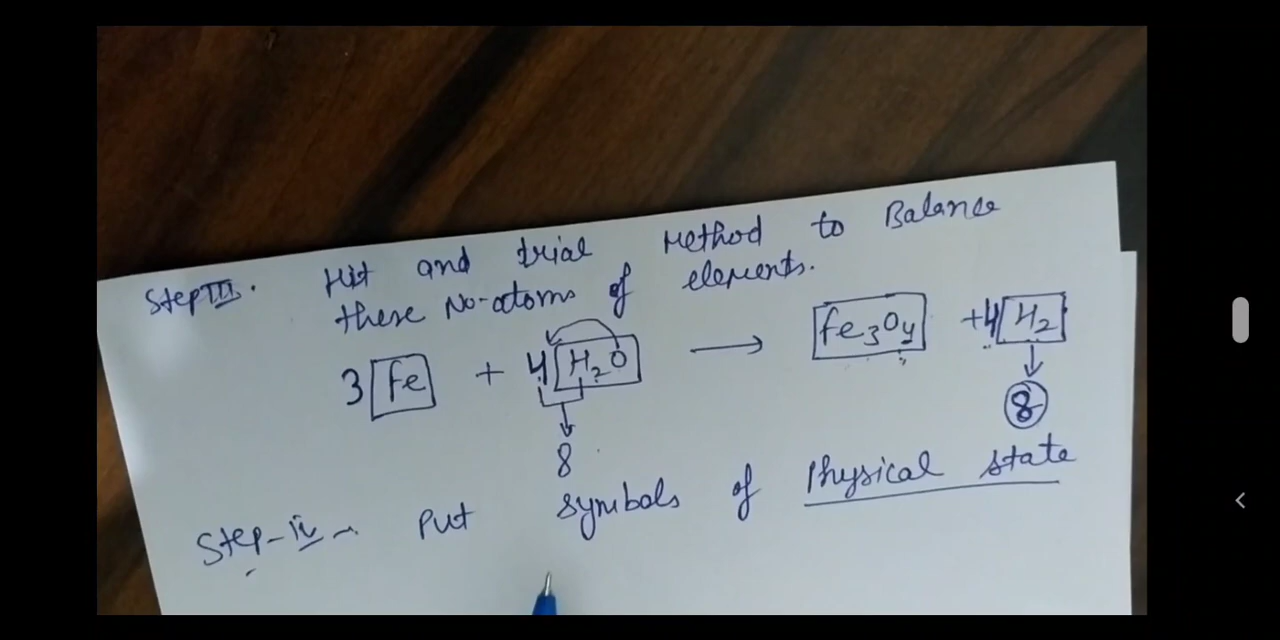 Step III. Hit and trial Method to Balance
these No-atoms of elements.
3 Fe + 4 H2O → Fe3O4 + 4 H2
8 8
Step-iv - Put symbols of Physical state